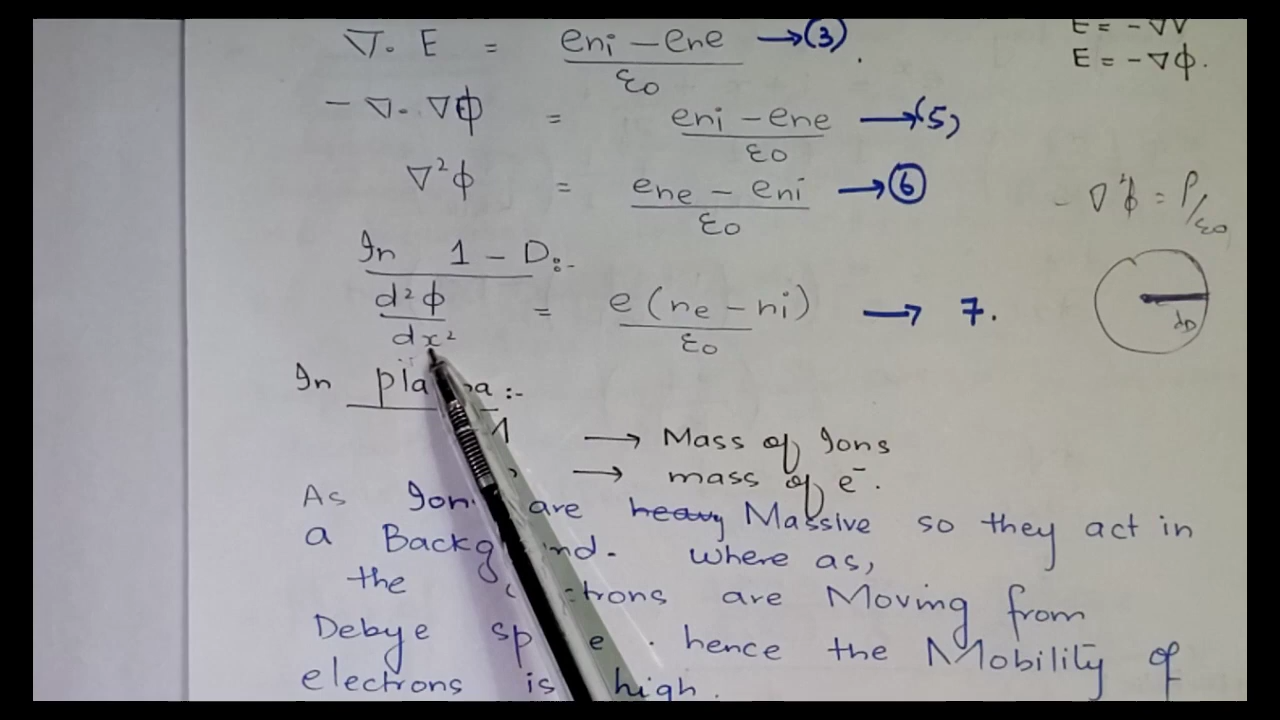 ∇. E = eni – ene / ε0 → (3).
E = -∇V
E = -∇ϕ.
- ∇. ∇ϕ = eni – ene / ε0 → (5)
∇²ϕ = ene – eni / ε0 → 6
- ∇²ϕ = ρ/ε0
In 1 – D:-
d²ϕ / dx² = e (ne – ni) / ε0 → 7.
dD
In :-
→ Mass of Ions
→ mass of e-.
As are heavy Massive so they act in
a where as,
the are Moving from
Debye hence the Mobility of
electrons is high.